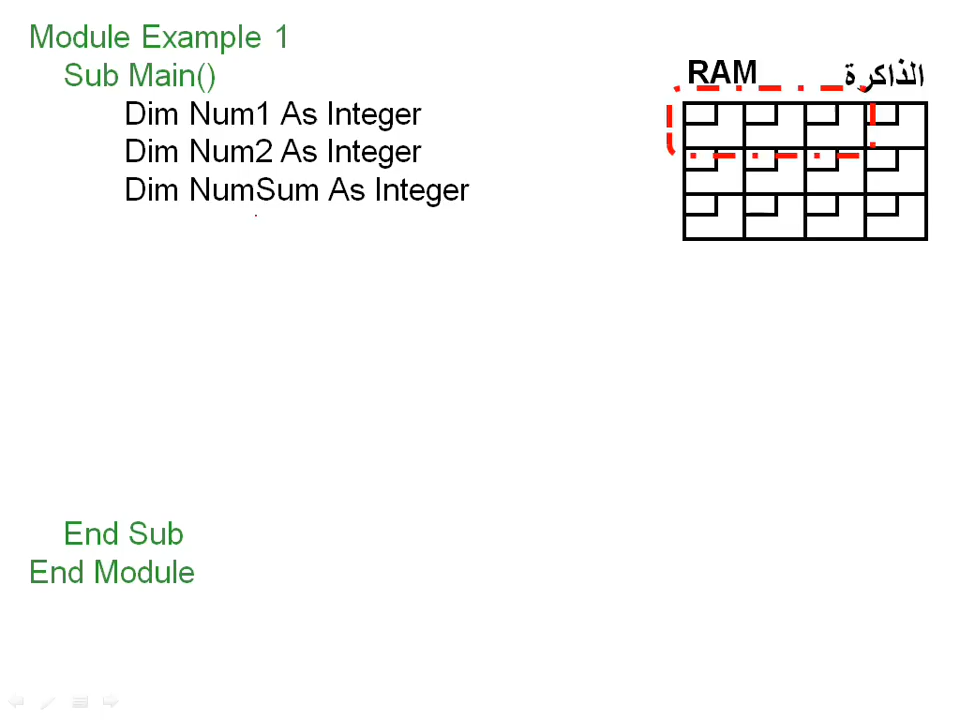 Module Example 1
Sub Main()
Dim Num1 As Integer
Dim Num2 As Integer
Dim NumSum As Integer
End Sub
End Module
RAM الذاكرة